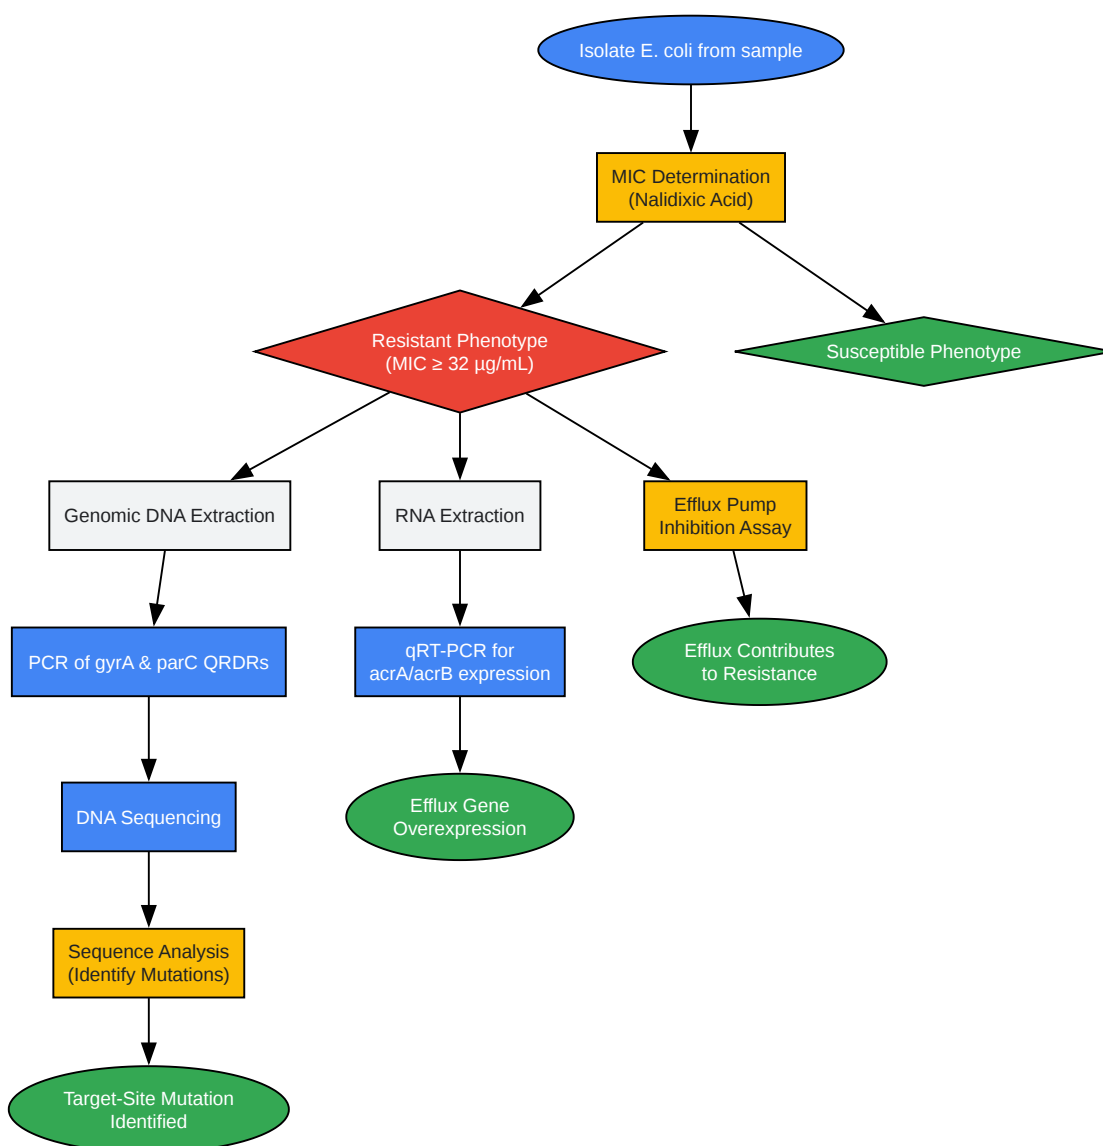 Isolate E. coli from sample
MIC Determination
(Nalidixic Acid)
Resistant Phenotype
(MIC ≥ 32 µg/mL)
Susceptible Phenotype
Genomic DNA Extraction
RNA Extraction
Efflux Pump
Inhibition Assay
PCR of gyrA & parC QRDRs
qRT-PCR for
acrA/acrB expression
Efflux Contributes
to Resistance
DNA Sequencing
Efflux Gene
Overexpression
Sequence Analysis
(Identify Mutations)
Target-Site Mutation
Identified